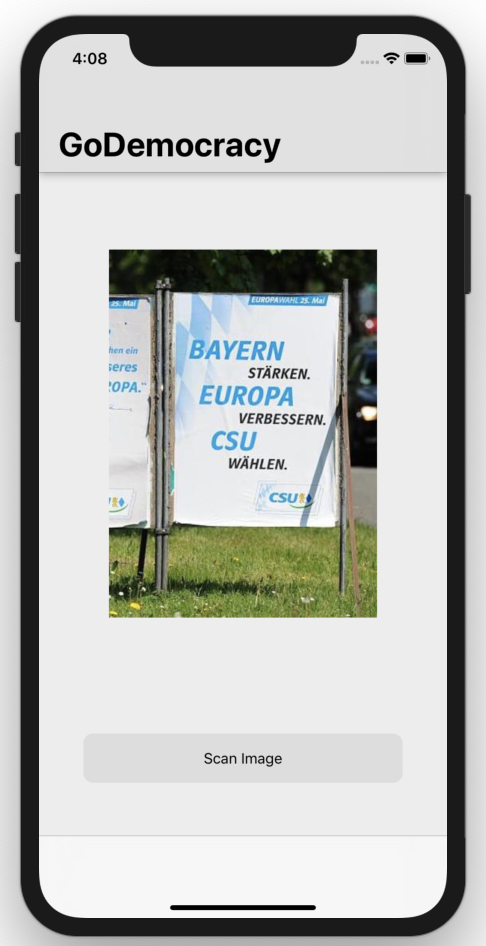 4:08
GoDemocracy
25. Mai
hen ein
seres
OPA."
EUROPAWAHL 25. Mai
BAYERN
STÄRKEN.
EUROPA
VERBESSERN.
CSU
WÄHLEN.
CSU
Scan Image